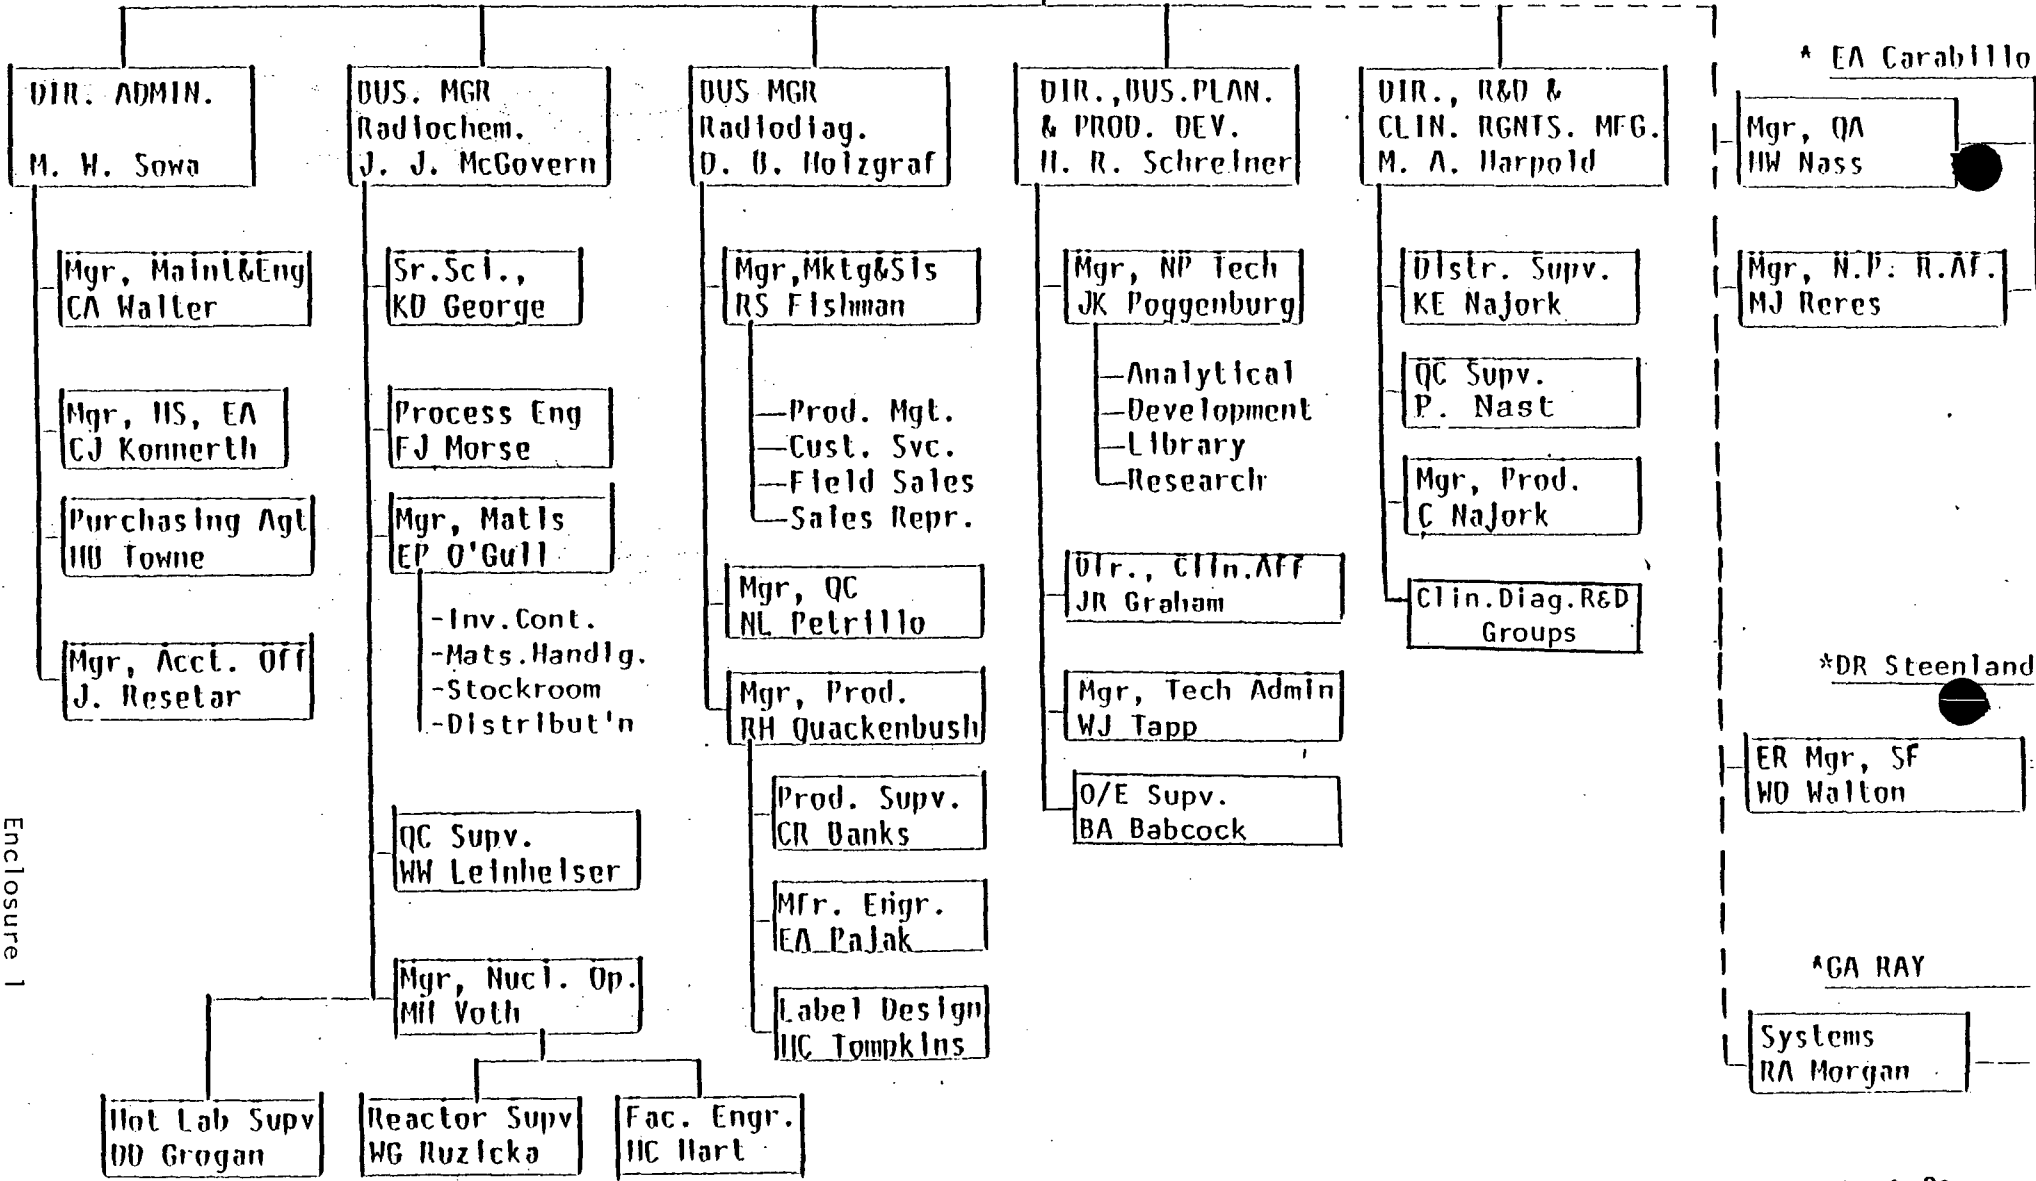 DIR. ADMIN.
M. W. Sowa
Mgr, Maint&Eng
CA Walter
Mgr, HS, EA
CJ Konnerth
Purchasing Agt
Towne
Mgr, Acct. Off
J. Resetar
BUS. MGR
Radiochem.
J. J. McGovern
Sr.Sci.,
KD George
Process Eng
FJ Morse
Mgr, Matls
EP O'Gull
-Inv.Cont.
-Mats.Handlg.
-Stockroom
-Distribut'n
QC Supv.
WW Leinheiser
Mgr, Nucl. Op.
MH Voth
Hot Lab Supv
DD Grogan
Reactor Supv
WG Ruzicka
Fac. Engr.
HC Hart
BUS MGR
Radiodiag.
D. B. Holzgraf
Mgr,Mktg&Sls
RS Fishman
Prod. Mgt.
Cust. Svc.
Field Sales
Sales Repr.
Mgr, QC
NL Petrillo
Mgr, Prod.
RH Quackenbush
Prod. Supv.
CR Banks
Mfr. Engr.
EA Pajak
Label Design
HC Tompkins
DIR.,BUS.PLAN.
& PROD. DEV.
H. R. Schreiner
Mgr, NP Tech
JK Poggenburg
Analytical
Development
Library
Research
Dir., Clin.Aff
JR Graham
Mgr, Tech Admin
WJ Tapp
O/E Supv.
BA Babcock
DIR., R&D &
CLIN. RGNTS. MFG.
M. A. Harpold
Distr. Supv.
KE Najork
QC Supv.
P. Nast
Mgr, Prod.
C Najork
Clin.Diag.R&D
Groups
* EA Carabillo
Mgr, QA
HW Nass
Mgr, N.P. R.Af.
MJ Reres
*DR Steenland
ER Mgr, SF
WD Walton
*GA RAY
Systems
RA Morgan
Enclosure 1